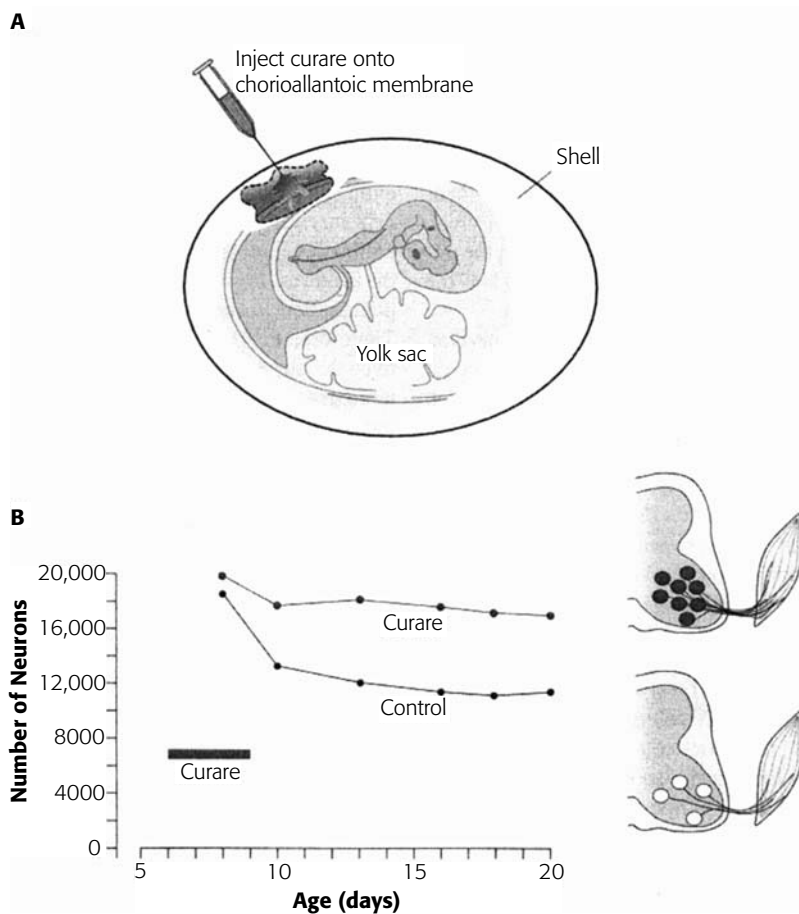 A
Inject curare onto
chorioallantoic membrane
Shell
Yolk sac
B
20,000
16,000
12,000
8000
4000
0
Number of Neurons
Curare
Control
Curare
5
10
15
20
Age (days)